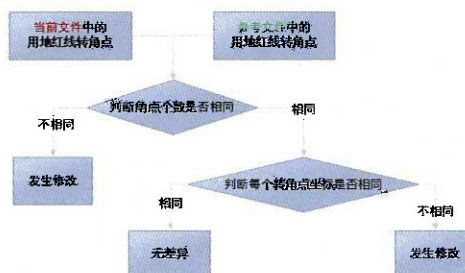 当前文件中的
用地红线转角点
参考文件中的
用地红线转角点
判断角点个数是否相同
不相同
相同
发生修改
判断每个转角点坐标是否相同
相同
不相同
无差异
发生修改